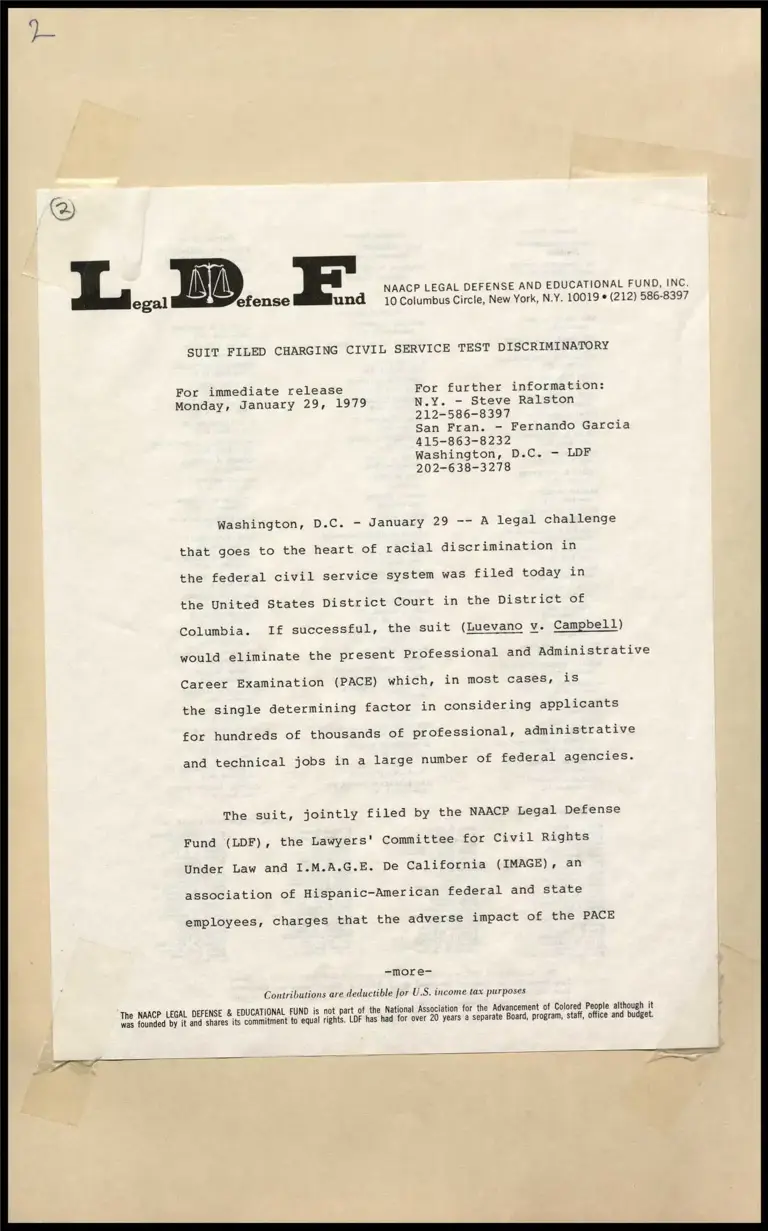 2
2
Legal Defense Fund
NAACP LEGAL DEFENSE AND EDUCATIONAL FUND, INC.
10 Columbus Circle, New York, N.Y. 10019 • (212) 586-8397
SUIT FILED CHARGING CIVIL SERVICE TEST DISCRIMINATORY
For immediate release
Monday, January 29, 1979
For further information:
N.Y. - Steve Ralston
212-586-8397
San Fran. - Fernando Garcia
415-863-8232
Washington, D.C. - LDF
202-638-3278
Washington, D.C. - January 29 -- A legal challenge
that goes to the heart of racial discrimination in
the federal civil service system was filed today in
the United States District Court in the District of
Columbia. If successful, the suit (Luevano v. Campbell)
would eliminate the present Professional and Administrative
Career Examination (PACE) which, in most cases, is
the single determining factor in considering applicants
for hundreds of thousands of professional, administrative
and technical jobs in a large number of federal agencies.
The suit, jointly filed by the NAACP Legal Defense
Fund (LDF), the Lawyers' Committee for Civil Rights
Under Law and I.M.A.G.E. De California (IMAGE), an
association of Hispanic-American federal and state
employees, charges that the adverse impact of the PACE
-more-
Contributions are deductible for U.S. income tax purposes
The NAACP LEGAL DEFENSE & EDUCATIONAL FUND is not part of the National Association for the Advancement of Colored People although it
was founded by it and shares its commitment to equal rights. LDF has had for over 20 years a separate Board, program, staff, office and budget.